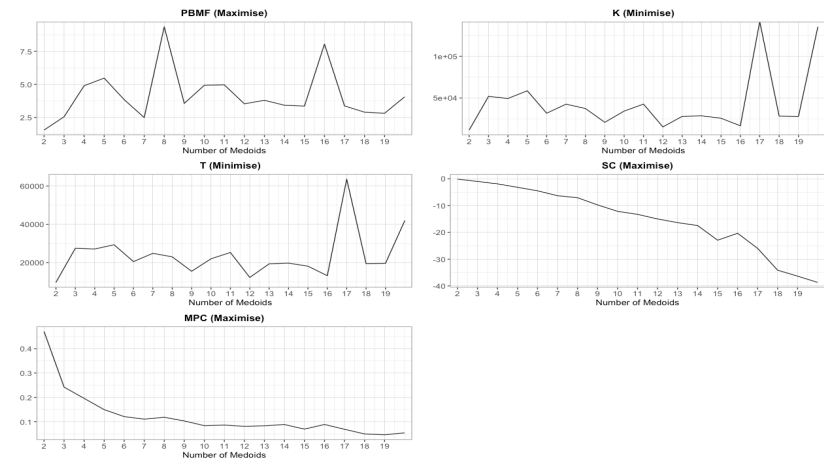 PBMF (Maximise)
7.5
5.0
2.5
2 3 4 5 6 7 8 9 10 11 12 13 14 15 16 17 18 19
Number of Medoids
K (Minimise)
1e+05
5e+04
2 3 4 5 6 7 8 9 10 11 12 13 14 15 16 17 18 19
Number of Medoids
T (Minimise)
60000
40000
20000
2 3 4 5 6 7 8 9 10 11 12 13 14 15 16 17 18 19
Number of Medoids
SC (Maximise)
0
-10
-20
-30
-40
2 3 4 5 6 7 8 9 10 11 12 13 14 15 16 17 18 19
Number of Medoids
MPC (Maximise)
0.4
0.3
0.2
0.1
2 3 4 5 6 7 8 9 10 11 12 13 14 15 16 17 18 19
Number of Medoids